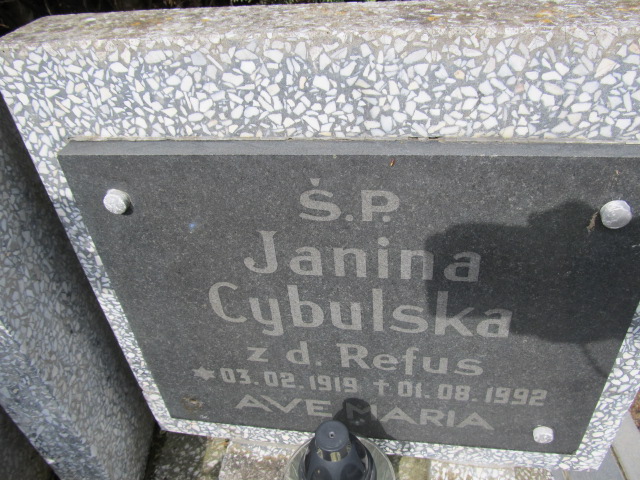 Ś.P.
Janina
Cybulska
z d. Refus
* 03.02.1919 † 01.08.1992
AVE MARIA